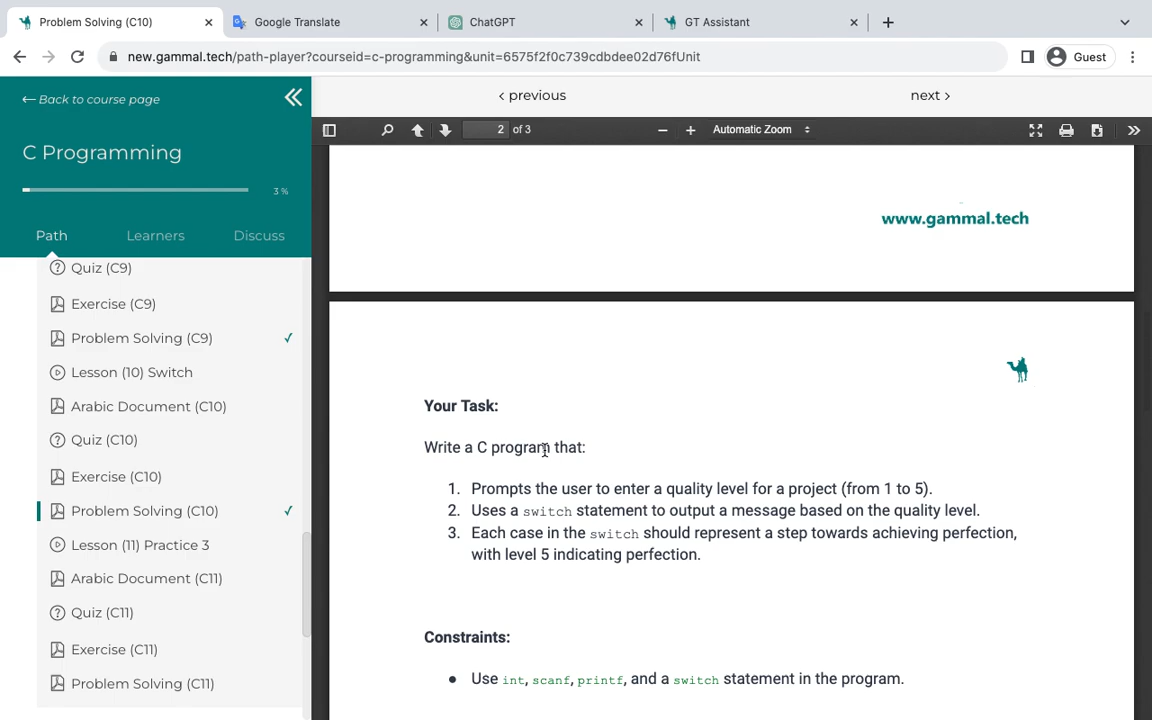 Problem Solving (C10)
Google Translate
ChatGPT
GT Assistant
new.gammal.tech/path-player?courseid=c-programming&unit=6575f2f0c739cdbdee02d76fUnit
Guest
Back to course page
C Programming
3 %
Path
Learners
Discuss
Quiz (C9)
Exercise (C9)
Problem Solving (C9)
Lesson (10) Switch
Arabic Document (C10)
Quiz (C10)
Exercise (C10)
Problem Solving (C10)
Lesson (11) Practice 3
Arabic Document (C11)
Quiz (C11)
Exercise (C11)
Problem Solving (C11)
‹ previous
next ›
2 of 3
Automatic Zoom
www.gammal.tech
Your Task:
Write a C program that:
1. Prompts the user to enter a quality level for a project (from 1 to 5).
2. Uses a switch statement to output a message based on the quality level.
3. Each case in the switch should represent a step towards achieving perfection,
with level 5 indicating perfection.
Constraints:
● Use int, scanf, printf, and a switch statement in the program.